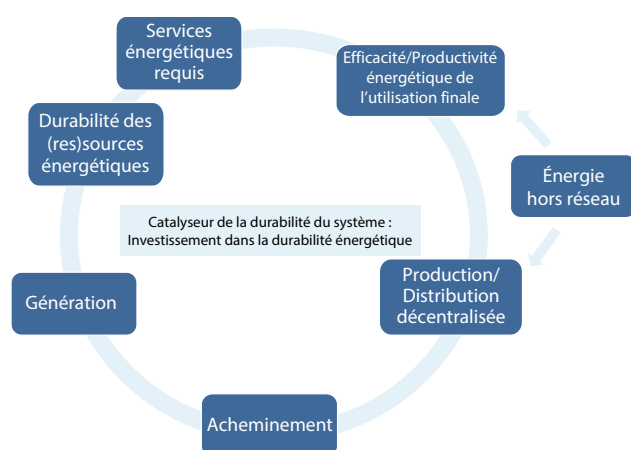 Services
énergétiques
requis
Efficacité/Productivité
énergétique de
l'utilisation finale
Durabilité des
(res)sources
énergétiques
Énergie
hors réseau
Catalyseur de la durabilité du système :
Investissement dans la durabilité énergétique
Génération
Production/
Distribution
décentralisée
Acheminement